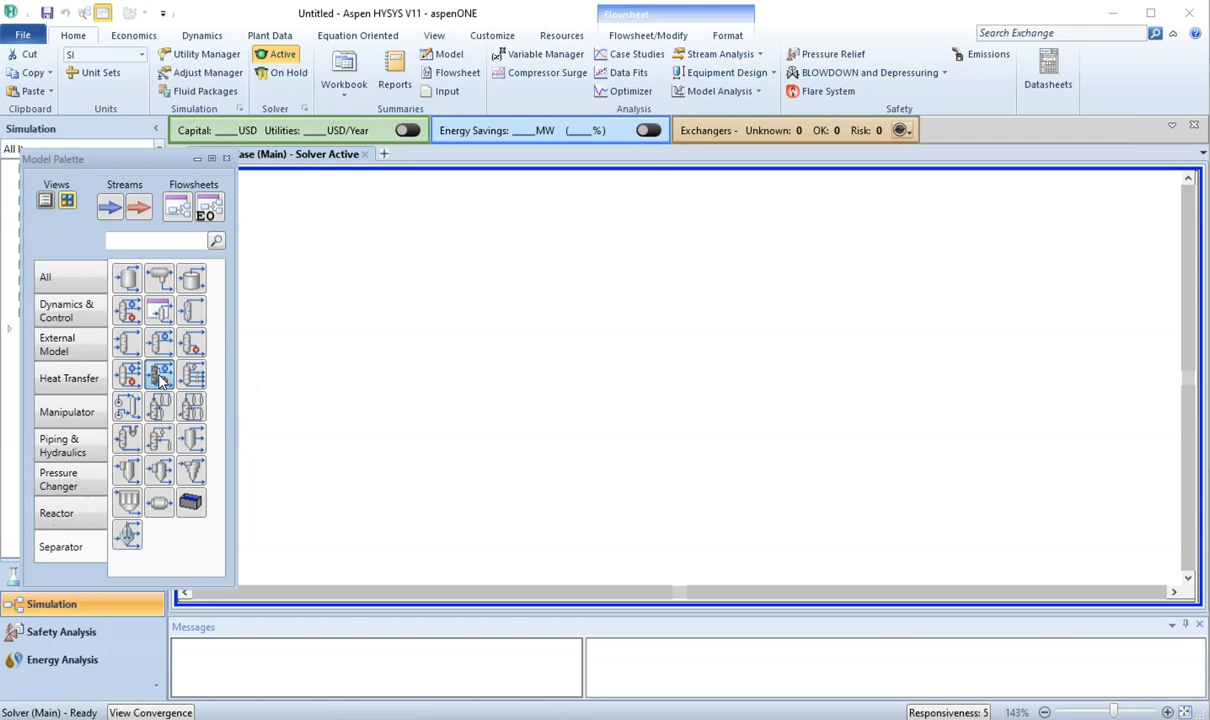 Untitled - Aspen HYSYS V11 - aspenONE
Flowsheet
File
Home
Economics
Dynamics
Plant Data
Equation Oriented
View
Customize
Resources
Flowsheet/Modify
Format
Search Exchange
Cut
Copy
Paste
Clipboard
SI
Unit Sets
Units
Utility Manager
Adjust Manager
Fluid Packages
Simulation
Active
On Hold
Solver
Workbook
Reports
Model
Flowsheet
Input
Summaries
Variable Manager
Compressor Surge
Case Studies
Data Fits
Optimizer
Stream Analysis
Equipment Design
Model Analysis
Analysis
Pressure Relief
BLOWDOWN and Depressuring
Flare System
Emissions
Safety
Datasheets
Simulation
Capital: ____USD Utilities: ____USD/Year
Energy Savings: ____MW (____%)
Exchangers - Unknown: 0 OK: 0 Risk: 0
Model Palette
ase (Main) - Solver Active
Views
Streams
Flowsheets
EO
All
Dynamics &
Control
External
Model
Heat Transfer
Manipulator
Piping &
Hydraulics
Pressure
Changer
Reactor
Separator
Simulation
Safety Analysis
Energy Analysis
Messages
Solver (Main) - Ready
View Convergence
Responsiveness: 5
143%